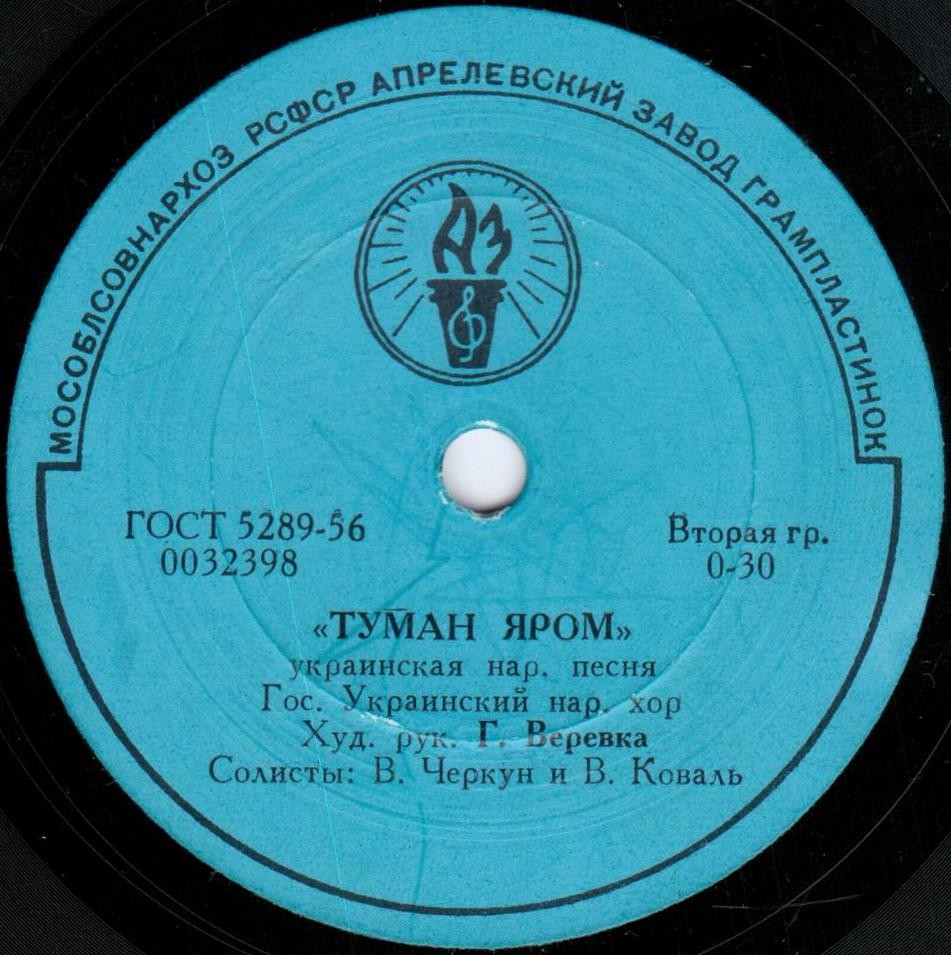 МОСОБЛСОВНАРХОЗ РСФСР АПРЕЛЕВСКИЙ ЗАВОД ГРАМПЛАСТИНОК
АЗ
ГОСТ 5289-56
0032398
Вторая гр.
0-30
«ТУМАН ЯРОМ»
украинская нар. песня
Гос. Украинский нар. хор
Худ. рук. Г. Веревка
Солисты: В. Черкун и В. Коваль